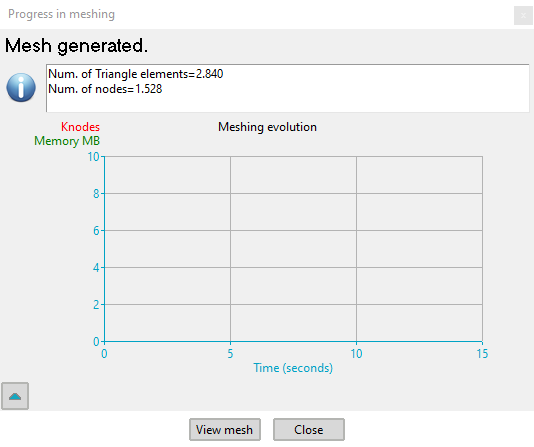 Progress in meshing
Mesh generated.
Num. of Triangle elements=2.840
Num. of nodes=1.528
Knodes
Meshing evolution
Memory MB
10
8
6
4
2
0
0 5 10 15
Time (seconds)
View mesh Close